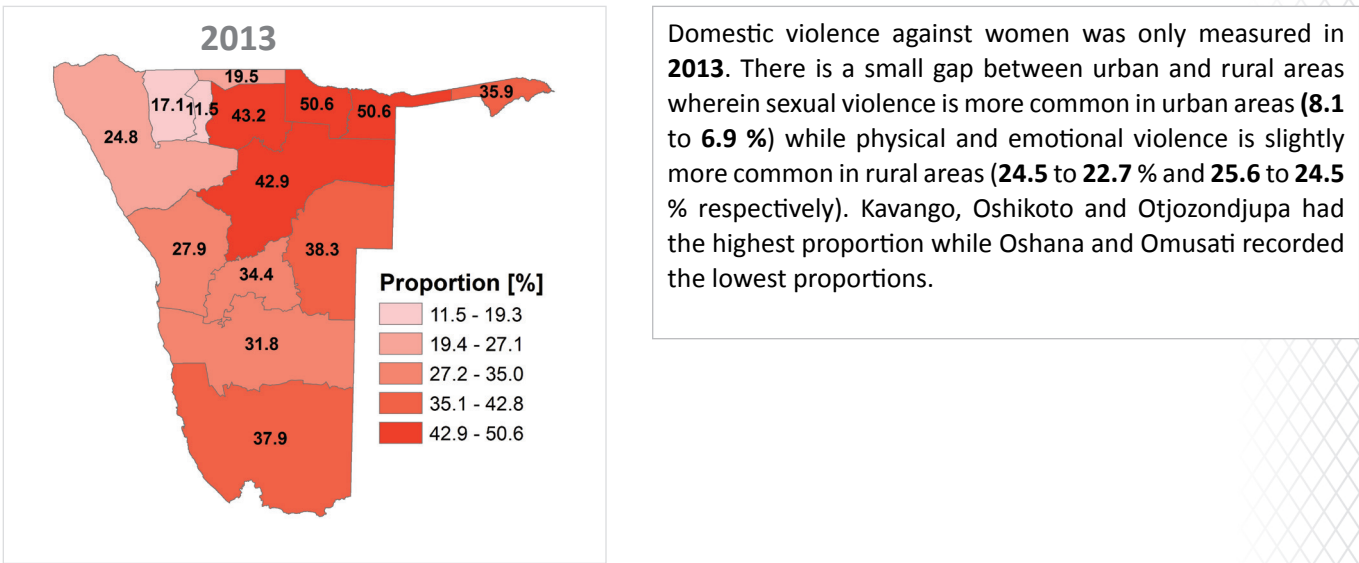 2013
19.5
35.9
17.1
11.5
43.2
50.6
50.6
24.8
42.9
27.9
38.3
34.4
31.8
37.9
Proportion [%]
11.5 - 19.3
19.4 - 27.1
27.2 - 35.0
35.1 - 42.8
42.9 - 50.6
Domestic violence against women was only measured in
2013. There is a small gap between urban and rural areas
wherein sexual violence is more common in urban areas (8.1
to 6.9 %) while physical and emotional violence is slightly
more common in rural areas (24.5 to 22.7 % and 25.6 to 24.5
% respectively). Kavango, Oshikoto and Otjozondjupa had
the highest proportion while Oshana and Omusati recorded
the lowest proportions.